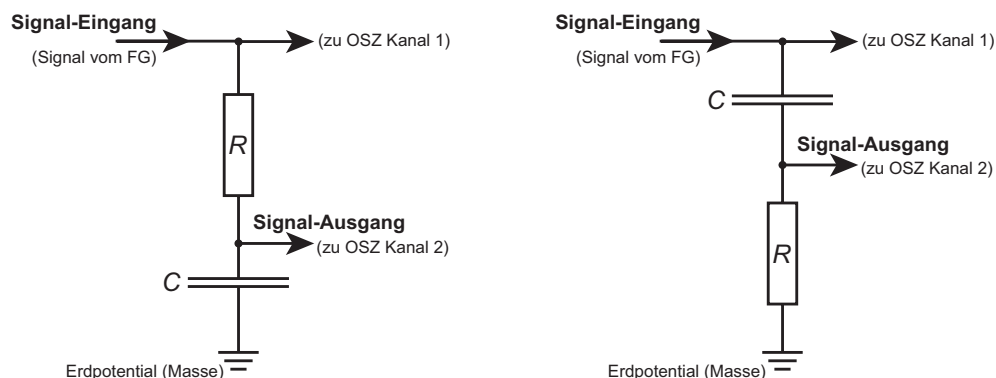 Signal-Eingang
(Signal vom FG)
(zu OSZ Kanal 1)
R
Signal-Ausgang
(zu OSZ Kanal 2)
C
Erdpotential (Masse)
Signal-Eingang
(Signal vom FG)
(zu OSZ Kanal 1)
C
Signal-Ausgang
(zu OSZ Kanal 2)
R
Erdpotential (Masse)